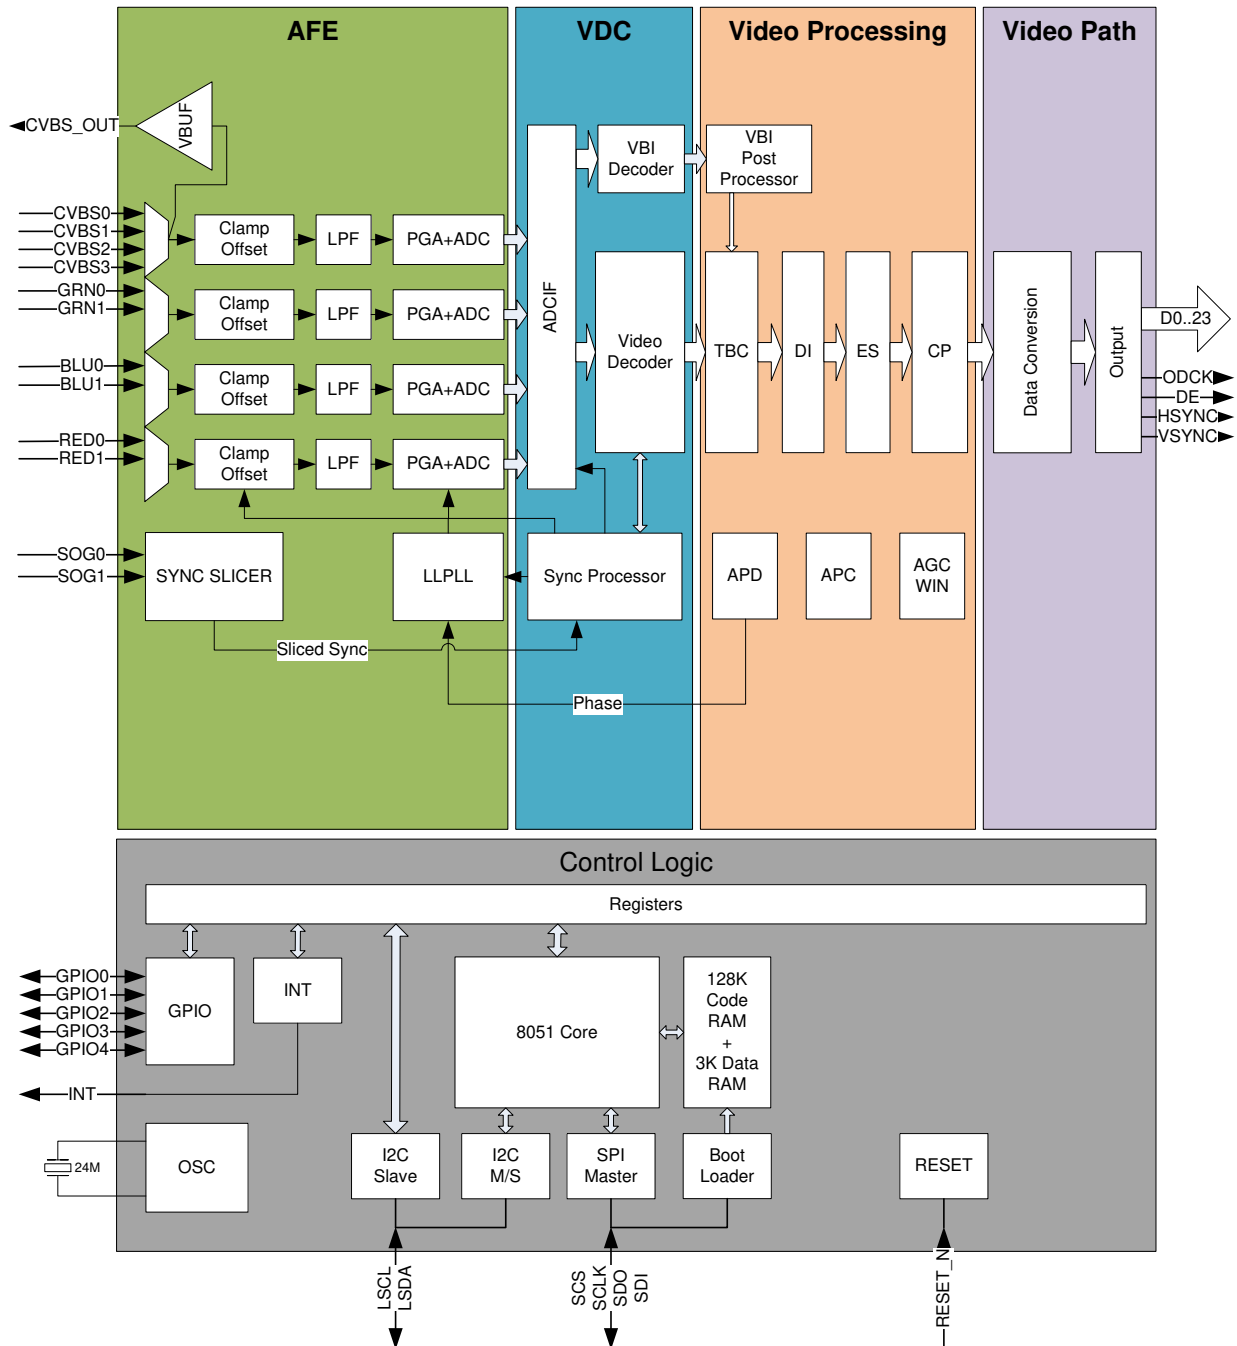 AFE
VDC
Video Processing
Video Path
CVBS_OUT
VBUF
VBI
Decoder
VBI
Post
Processor
CVBS0
CVBS1
CVBS2
CVBS3
Clamp
Offset
LPF
PGA+ADC
GRN0
GRN1
Clamp
Offset
LPF
PGA+ADC
BLU0
BLU1
Clamp
Offset
LPF
PGA+ADC
RED0
RED1
Clamp
Offset
LPF
PGA+ADC
ADCIF
Video
Decoder
TBC
DI
ES
CP
Data Conversion
Output
D0..23
ODCK
DE
HSYNC
VSYNC
SOG0
SOG1
SYNC SLICER
LLPLL
Sync Processor
APD
APC
AGC
WIN
Sliced Sync
Phase
Control Logic
Registers
GPIO0
GPIO1
GPIO2
GPIO3
GPIO4
GPIO
INT
8051 Core
128K
Code
RAM
+
3K Data
RAM
INT
24M
OSC
I2C
Slave
I2C
M/S
SPI
Master
Boot
Loader
RESET
LSCL
LSDA
SCS
SCLK
SDO
SDI
RESET_N